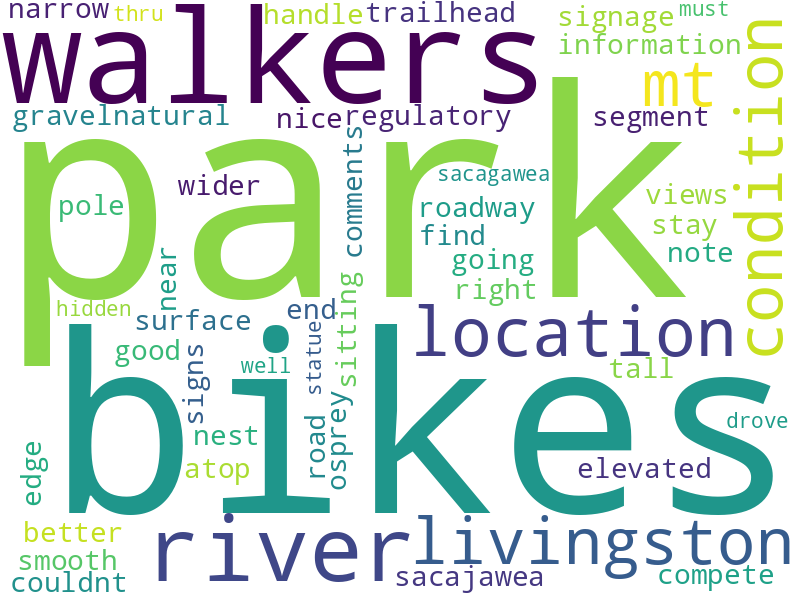 narrow thru handle trailhead signage must
walkers information
mt condition
gravelnatural nice regulatory segment
park
comments
sacagawea
wider
pole roadway views
find stay
going note
near right
hidden sitting end location
surface
good well statue tall
signs
bikes
nest road osprey drove
edge atop elevated
better river livingston
smooth
couldnt sacajawea compete